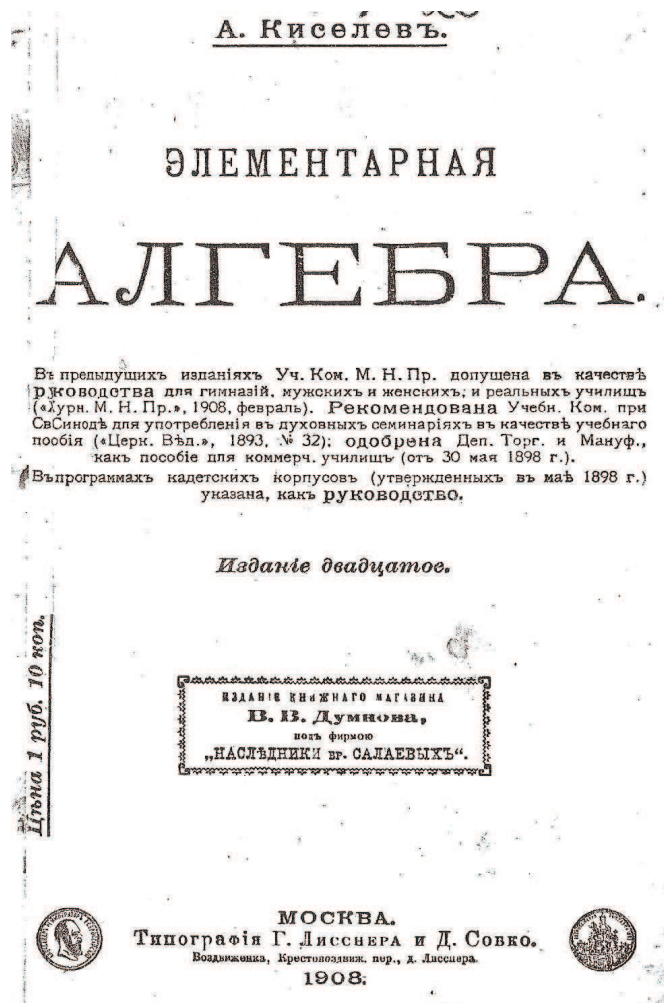 А. Киселевъ.
ЭЛЕМЕНТАРНАЯ
АЛГЕБРА.
Въ предыдущихъ изданіяхъ Уч. Ком. М. Н. Пр. допущена въ качествѣ
руководства для гимназій, мужскихъ и женскихъ, и реальныхъ училищ
(«Журн. М. Н. Пр.», 1908, февраль). Рекомендована Учебн. Ком. при
СвСинодѣ для употребленія въ духовныхъ семинаріяхъ въ качествѣ учебнаго
пособія («Церк. Вѣд.», 1893, № 32); одобрена Деп. Торг. и Мануф.,
какъ пособіе для коммерч. училищъ (отъ 30 мая 1898 г.).
Въ программахъ кадетскихъ корпусовъ (утвержденныхъ въ маѣ 1898 г.)
указана, какъ руководство.
Изданіе двадцатое.
Цѣна 1 руб. 10 коп.
ИЗДАНІЕ КНИЖНАГО МАГАЗИНА
В. В. Думнова,
подъ фирмою
„НАСЛѢДНИКИ бр. САЛАЕВЫХЪ“.
МОСКВА.
Типографія Г. Лисснера и Д. Совко.
Воздвиженка, Крестовоздвиж. пер., д. Лисснера.
1908.